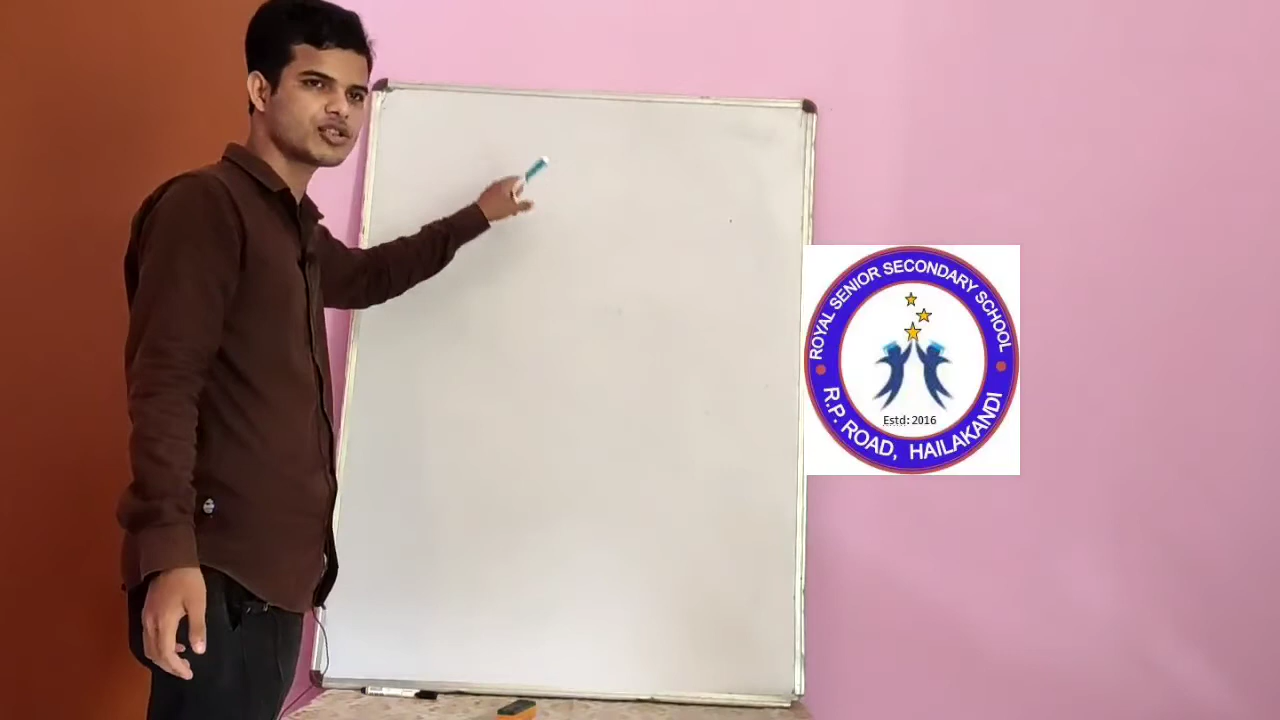 ROYAL SENIOR SECONDARY SCHOOL
Estd: 2016
R.P. ROAD, HAILAKANDI